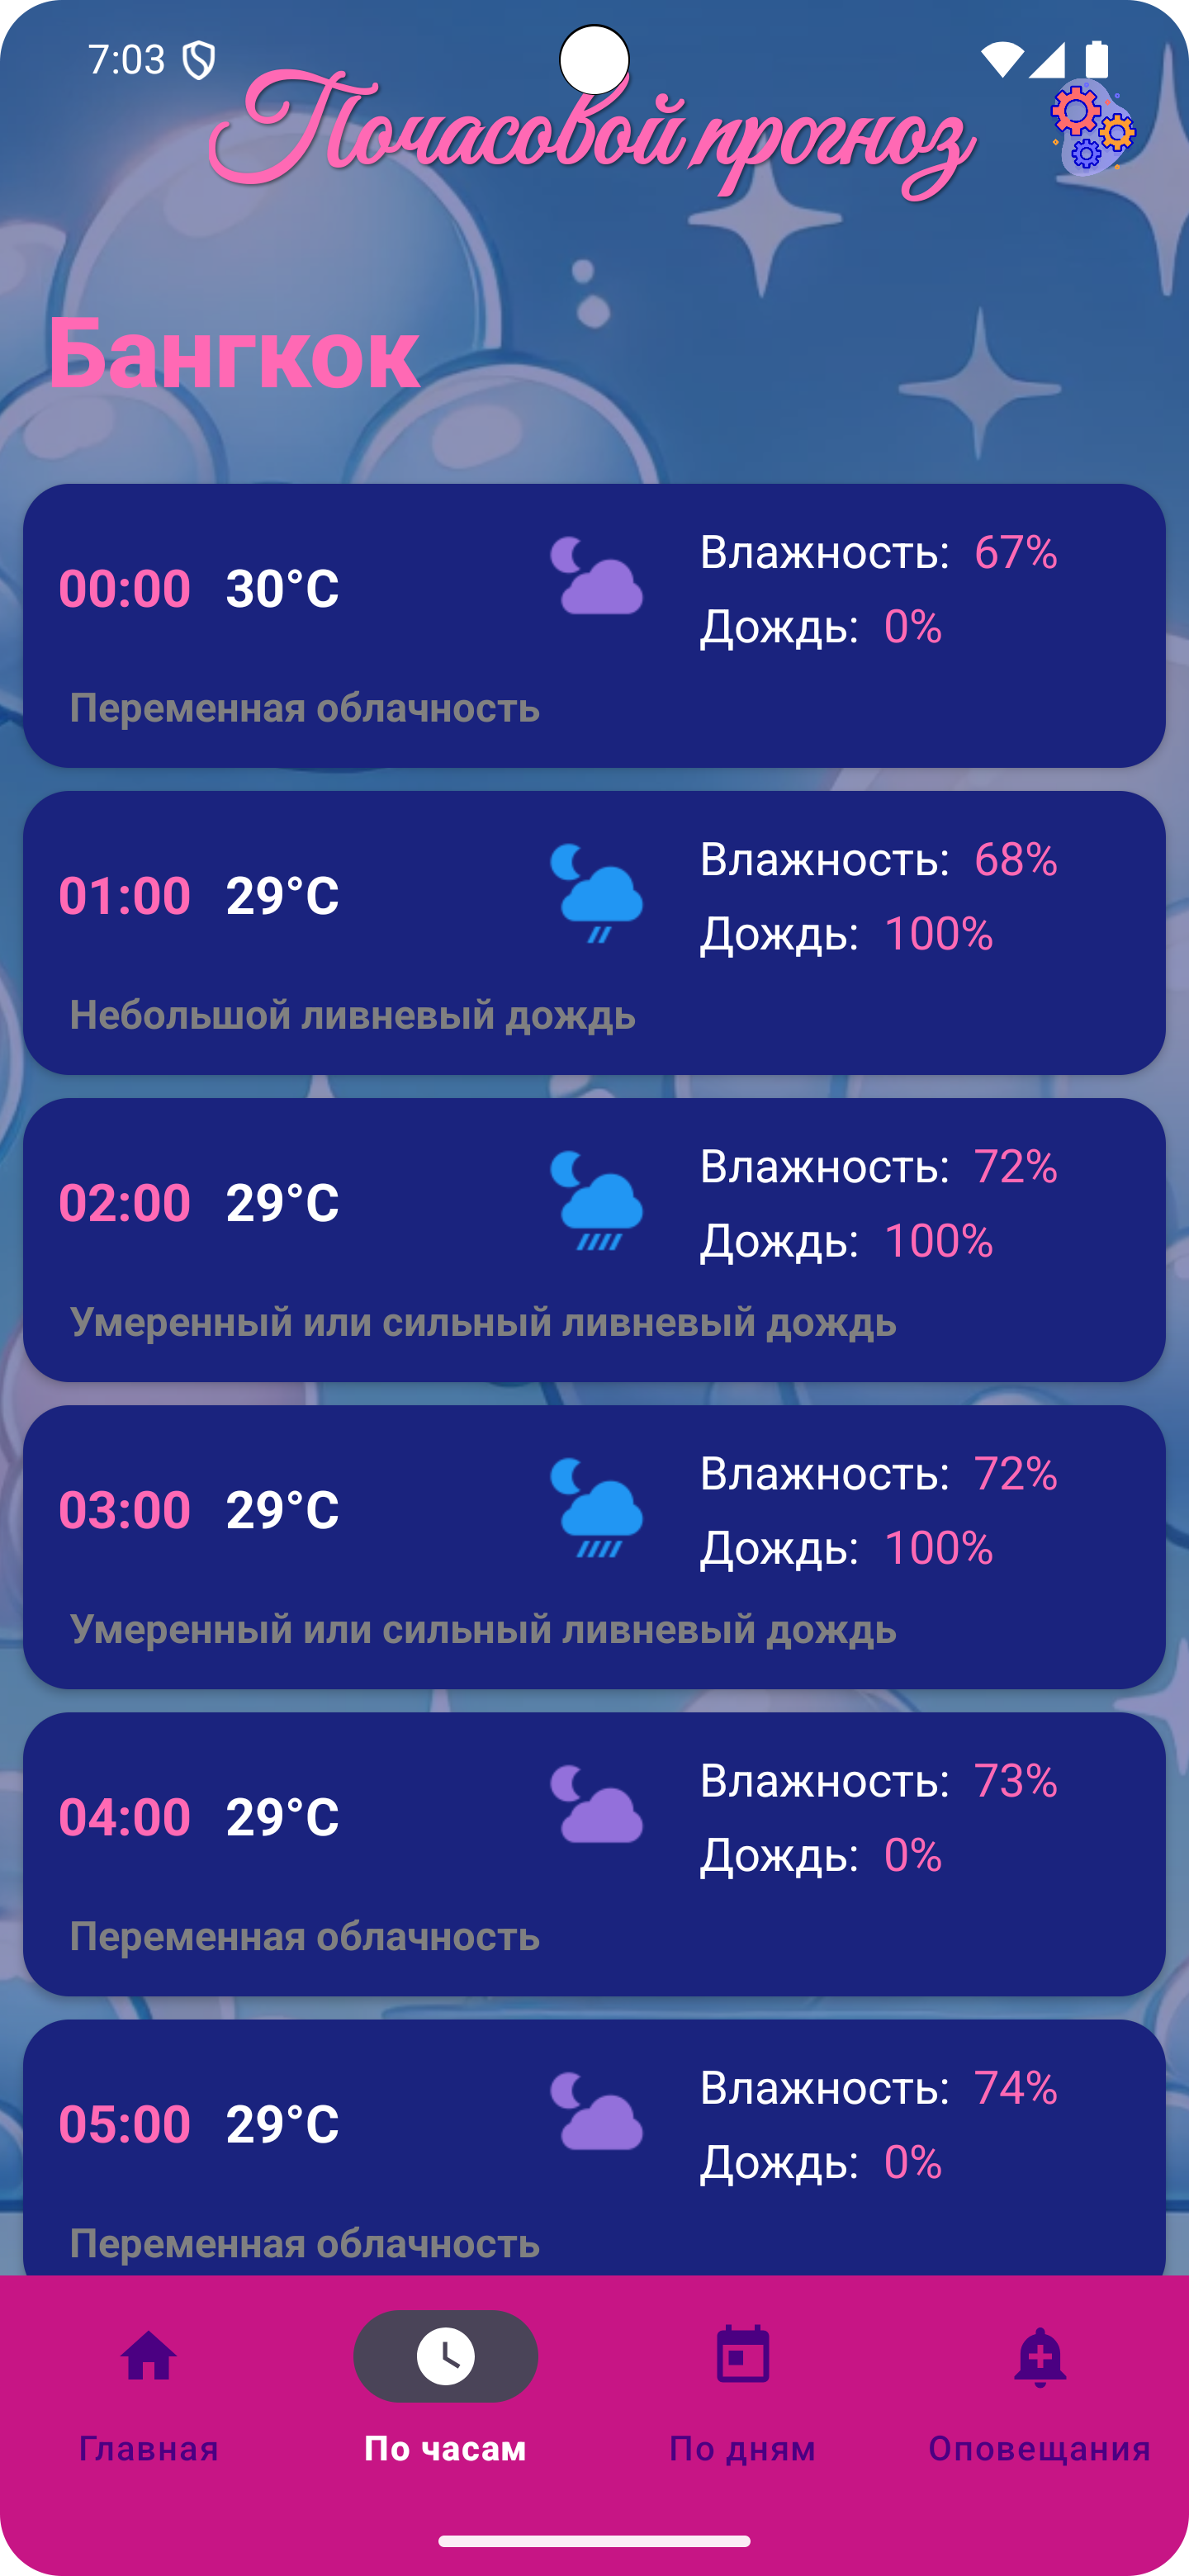 7:03
Почасовой прогноз
Бангкок
00:00 30°C
Влажность: 67%
Дождь: 0%
Переменная облачность
01:00 29°C
Влажность: 68%
Дождь: 100%
Небольшой ливневый дождь
02:00 29°C
Влажность: 72%
Дождь: 100%
Умеренный или сильный ливневый дождь
03:00 29°C
Влажность: 72%
Дождь: 100%
Умеренный или сильный ливневый дождь
04:00 29°C
Влажность: 73%
Дождь: 0%
Переменная облачность
05:00 29°C
Влажность: 74%
Дождь: 0%
Переменная облачность
Главная По часам По дням Оповещания